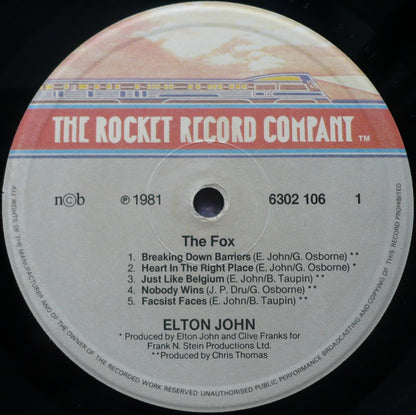 THE ROCKET RECORD COMPANY TM
n©b ℗ 1981 6302 106 1
The Fox
1. Breaking Down Barriers (E. John/G. Osborne) **
2. Heart In The Right Place (E. John/G. Osborne) *
3. Just Like Belgium (E. John/B. Taupin) **
4. Nobody Wins (J. P. Dru/G. Osborne) **
5. Facsist Faces (E. John/B. Taupin) **
ELTON JOHN
* Produced by Elton John and Clive Franks for
Frank N. Stein Productions Ltd.
** Produced by Chris Thomas
ALL RIGHTS OF THE MANUFACTURER AND OF THE OWNER OF THE RECORDED WORK RESERVED UNAUTHORISED PUBLIC PERFORMANCE BROADCASTING AND COPYING OF THIS RECORD PROHIBITED